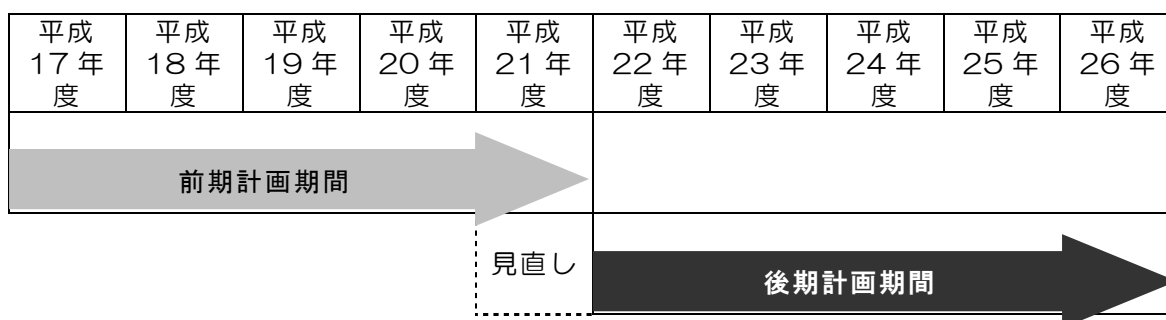 平成
17年
度
平成
18年
度
平成
19年
度
平成
20年
度
平成
21年
度
平成
22年
度
平成
23年
度
平成
24年
度
平成
25年
度
平成
26年
度
前期計画期間
見直し
後期計画期間